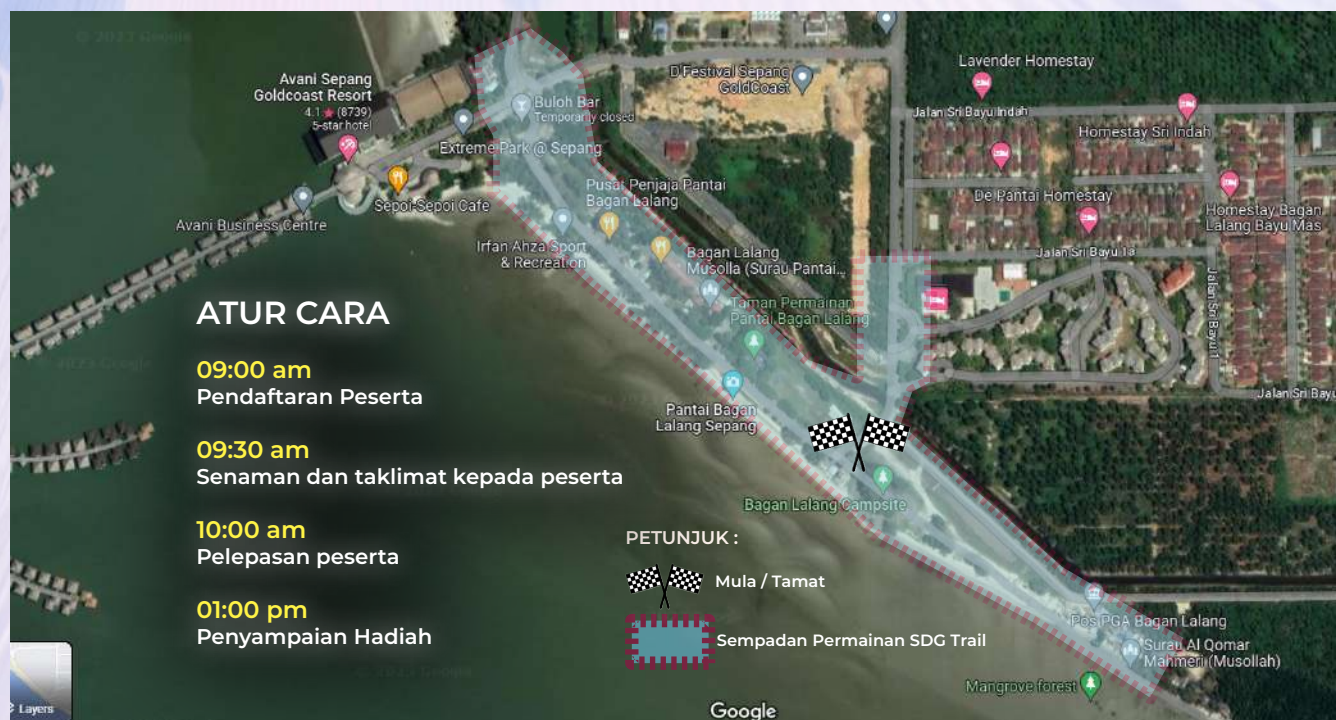 © 2023 Google
Avani Sepang
Goldcoast Resort
4.1 ★ (8739)
5-star hotel
Buloh Bar
Temporarily closed
D'Festival Sepang
GoldCoast
Lavender Homestay
Jalan Sri Bayu Indah
Homestay Sri Indah
Extreme Park @ Sepang
Sepoi-Sepoi Cafe
Avani Business Centre
Pusat Penjaja Pantai
Bagan Lalang
De Pantai Homestay
Homestay Bagan
Lalang Bayu Mas
Irfan Ahza Sport
& Recreation
Bagan Lalang
Musolla (Surau Pantai...
Jalan Sri Bayu 1a
Taman Permainan
Pantai Bagan Lalang
Jalan Sri Bayu 1
Jalan Sri Bayu
Pantai Bagan
Lalang Sepang
Bagan Lalang Campsite
ATUR CARA
09:00 am
Pendaftaran Peserta
09:30 am
Senaman dan taklimat kepada peserta
10:00 am
Pelepasan peserta
01:00 pm
Penyampaian Hadiah
PETUNJUK :
Mula / Tamat
Sempadan Permainan SDG Trail
Pos PGA Bagan Lalang
Surau Al Qomar
Mahmeri (Musollah)
Mangrove forest
Layers
Google